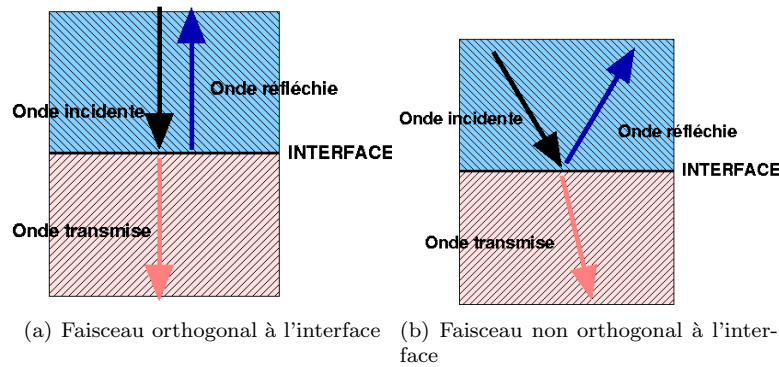 Onde réfléchie
Onde incidente
INTERFACE
Onde transmise
(a) Faisceau orthogonal à l'interface
Onde incidente
Onde réfléchie
INTERFACE
Onde transmise
(b) Faisceau non orthogonal à l'inter-
face